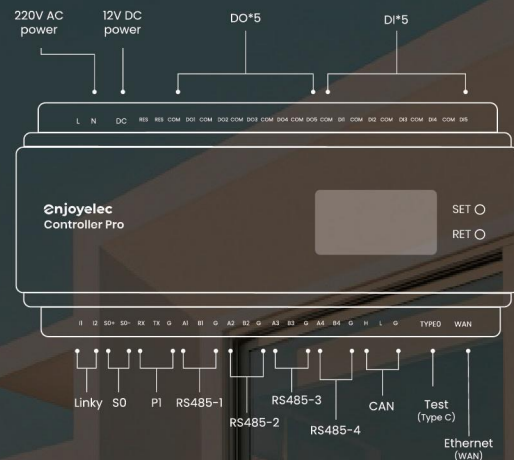 220V AC
power
12V DC
power
DO*5
DI*5
L N DC RES RES COM DO1 COM DO2 COM DO3 COM DO4 COM DO5 COM DI1 COM DI2 COM DI3 COM DI4 COM DI5
enjoyelec
Controller Pro
SET
RET
I1 I2 S0+ S0- RX TX G A1 B1 G A2 B2 G A3 B3 G A4 B4 G H L G TYPE0 WAN
Linky S0 P1 RS485-1
RS485-2
RS485-3
RS485-4
CAN
Test
(Type C)
Ethernet
(WAN)